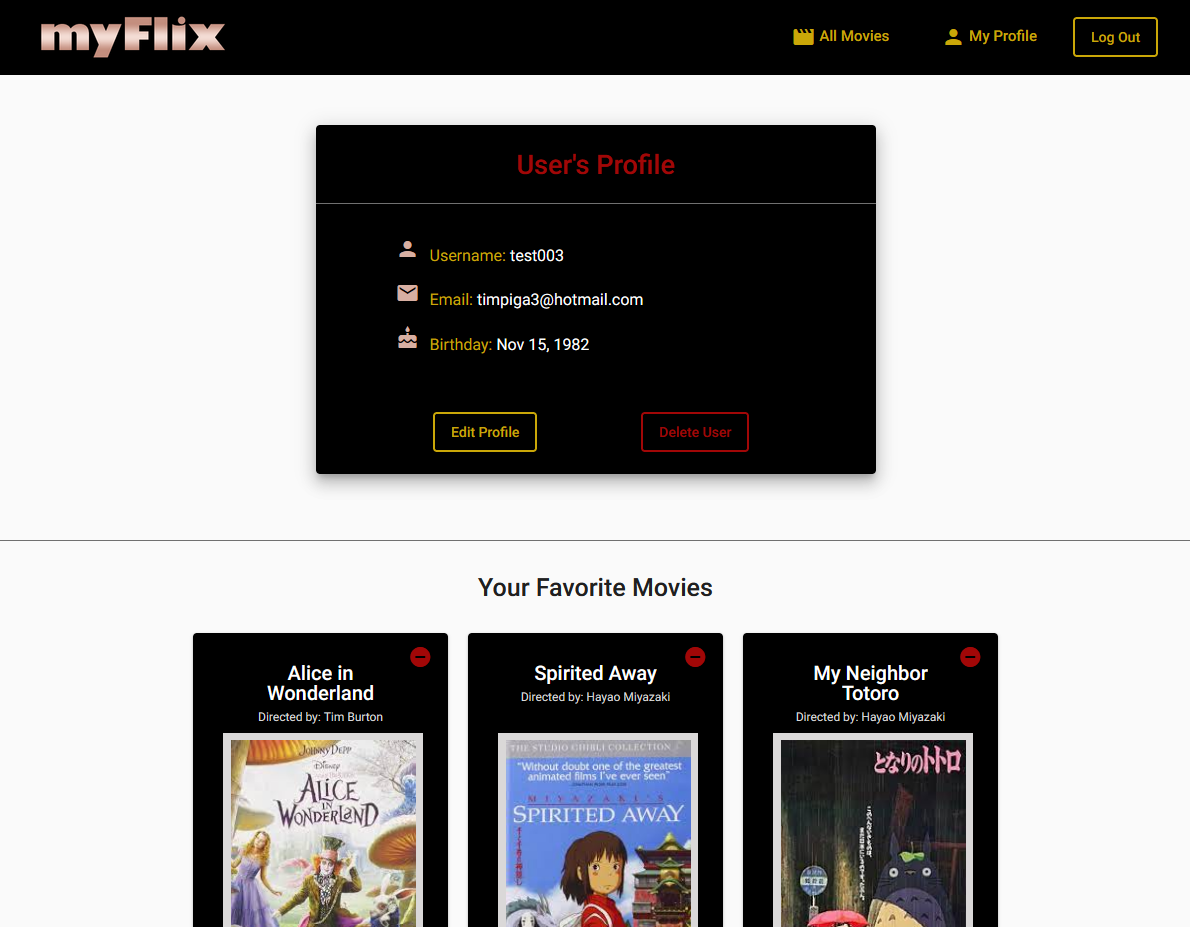 myFlix
All Movies
My Profile
Log Out
User's Profile
Username: test003
Email: timpiga3@hotmail.com
Birthday: Nov 15, 1982
Edit Profile
Delete User
Your Favorite Movies
Alice in
Wonderland
Directed by: Tim Burton
JOHNNY DEPP
Disney
ALICE
IN
WONDERLAND
Spirited Away
Directed by: Hayao Miyazaki
THE STUDIO GHIBLI COLLECTION
"Without doubt one of the greatest
animated films I've ever seen"
MIYAZAKI'S
SPIRITED AWAY
My Neighbor
Totoro
Directed by: Hayao Miyazaki
となりのトトロ